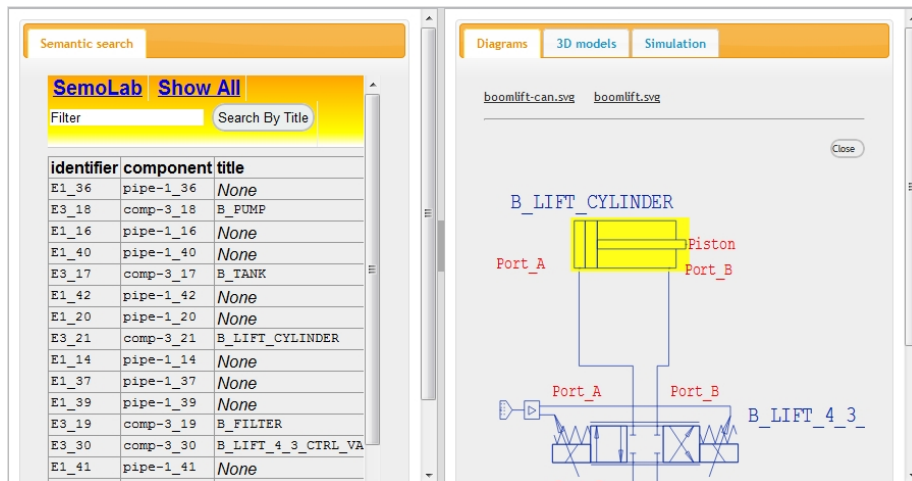 Semantic search
SemoLab Show All
Filter Search By Title
identifier component title
E1_36 pipe-1_36 None
E3_18 comp-3_18 B_PUMP
E1_16 pipe-1_16 None
E1_40 pipe-1_40 None
E3_17 comp-3_17 B_TANK
E1_42 pipe-1_42 None
E1_20 pipe-1_20 None
E3_21 comp-3_21 B_LIFT_CYLINDER
E1_14 pipe-1_14 None
E1_37 pipe-1_37 None
E1_39 pipe-1_39 None
E3_19 comp-3_19 B_FILTER
E3_30 comp-3_30 B_LIFT_4_3_CTRL_VA
E1_41 pipe-1_41 None
Diagrams 3D models Simulation
boomlift-can.svg boomlift.svg
Close
B_LIFT_CYLINDER
Piston
Port_A
Port_B
Port_A Port_B
B_LIFT_4_3_